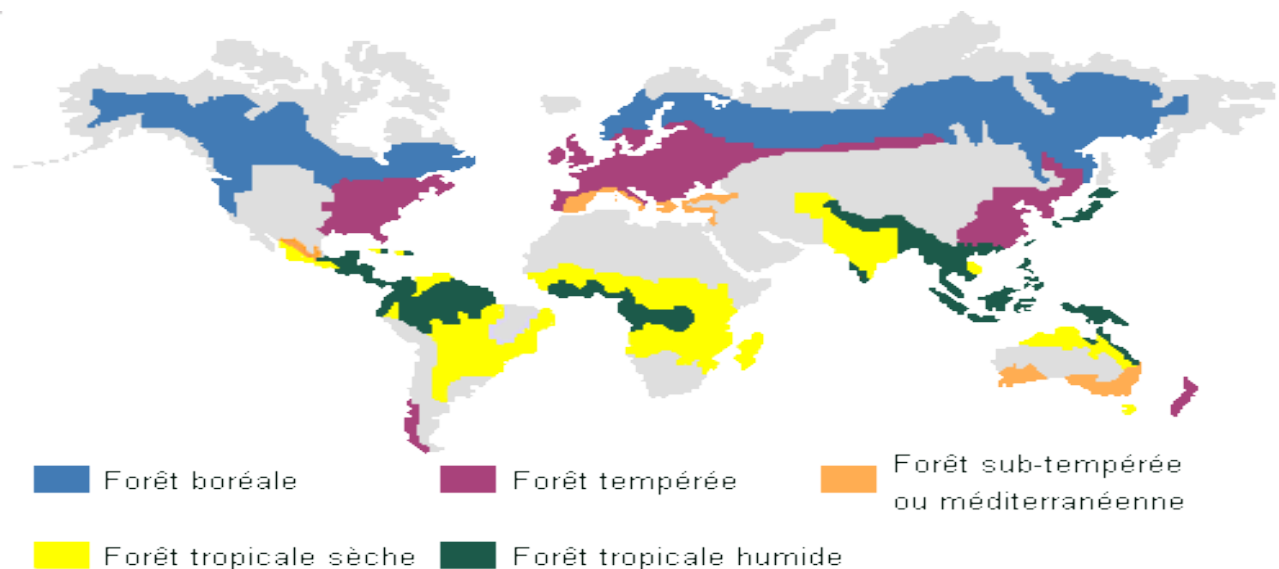 Forêt boréale
Forêt tempérée
Forêt sub-tempérée
ou méditerranéenne
Forêt tropicale sèche
Forêt tropicale humide